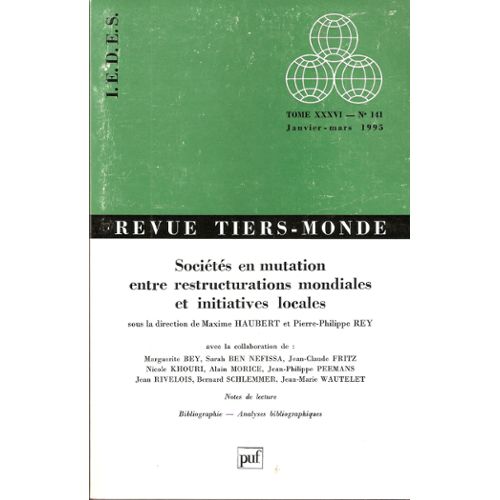 I.E.D.E.S.
TOME XXXVI — N° 141
Janvier-mars 1995
REVUE TIERS-MONDE
Sociétés en mutation
entre restructurations mondiales
et initiatives locales
sous la direction de Maxime HAUBERT et Pierre-Philippe REY
avec la collaboration de :
Marguerite BEY, Sarah BEN NEFISSA, Jean-Claude FRITZ
Nicole KHOURI, Alain MORICE, Jean-Philippe PEEMANS
Jean RIVELOIS, Bernard SCHLEMMER, Jean-Marie WAUTELET
Notes de lecture
Bibliographie — Analyses bibliographiques
puf